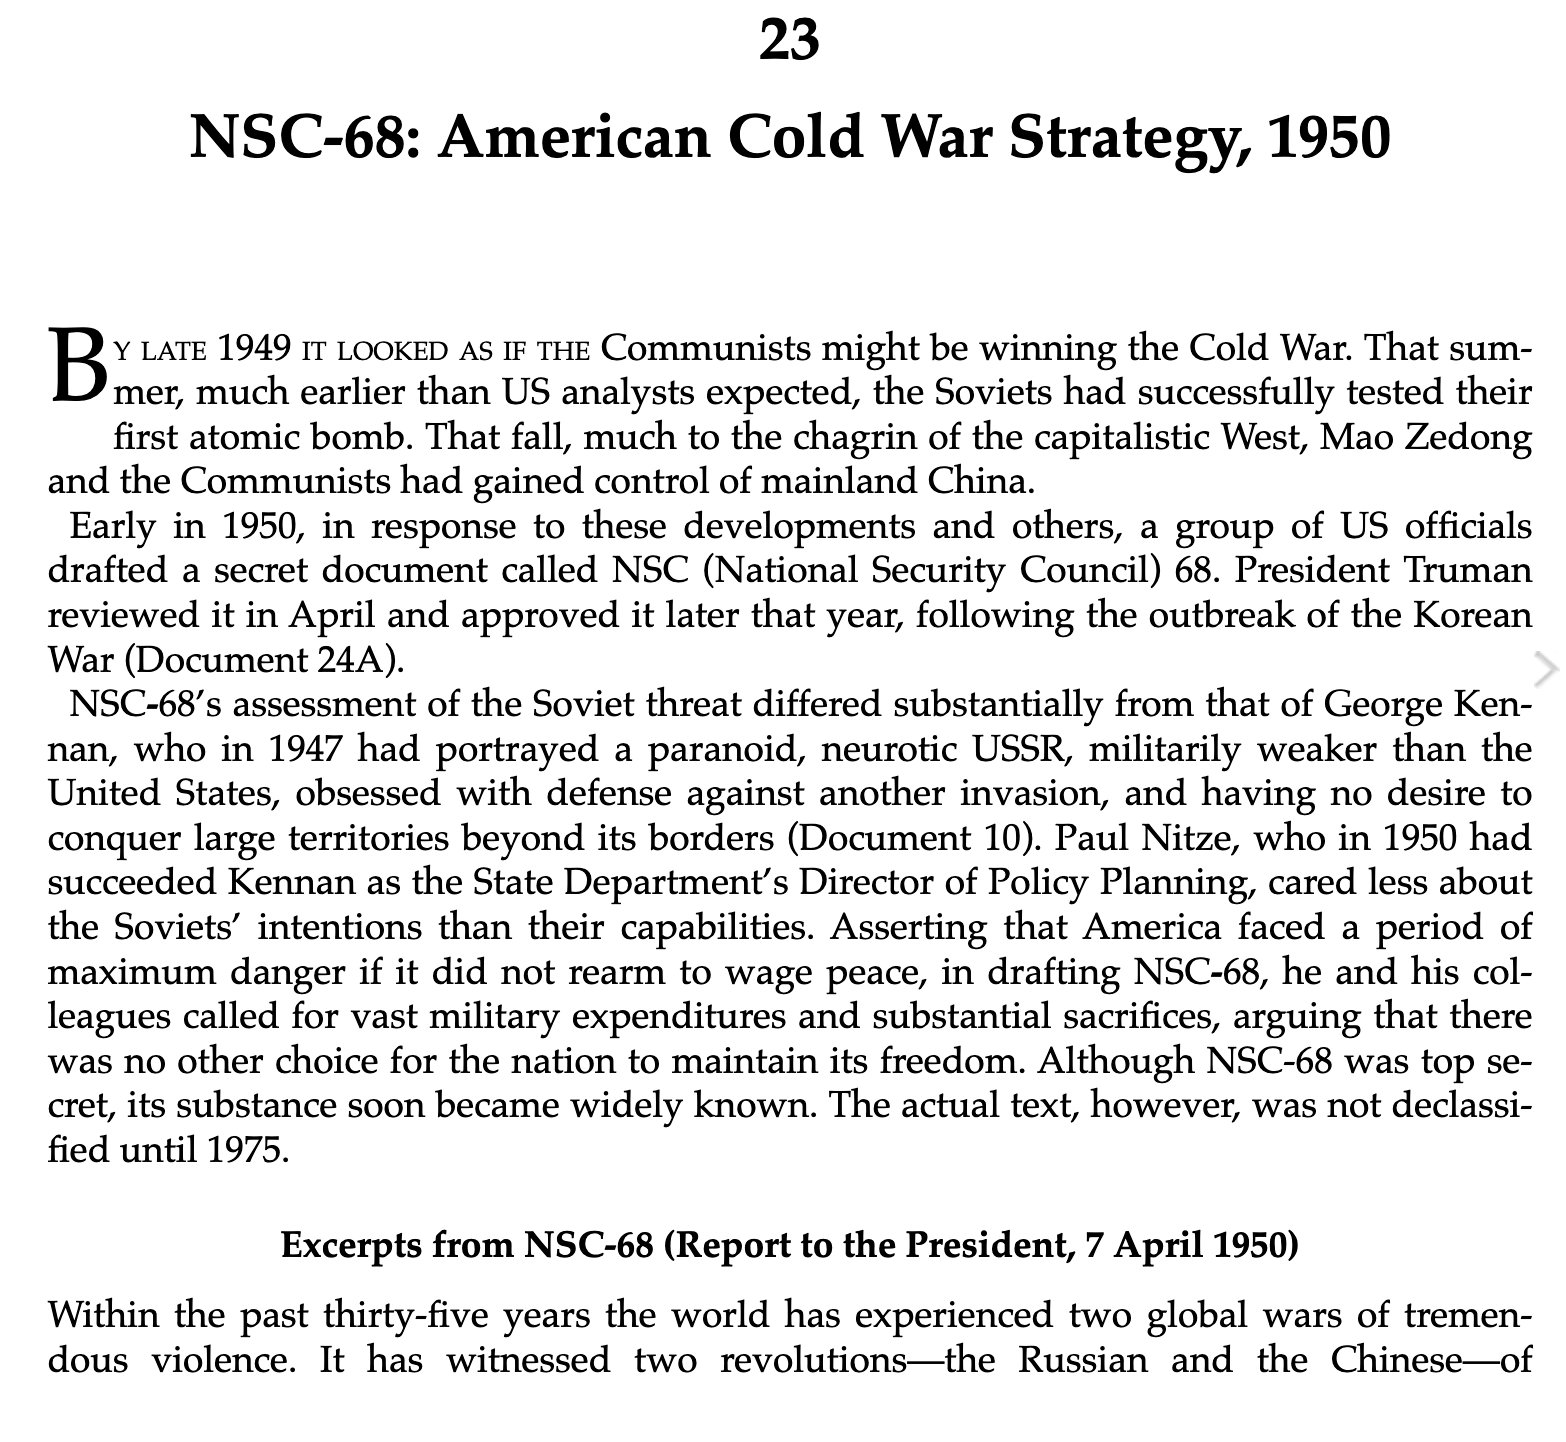 23
NSC-68: American Cold War Strategy, 1950
BY LATE 1949 IT LOOKED AS IF THE Communists might be winning the Cold War. That sum-
mer, much earlier than US analysts expected, the Soviets had successfully tested their
first atomic bomb. That fall, much to the chagrin of the capitalistic West, Mao Zedong
and the Communists had gained control of mainland China.
Early in 1950, in response to these developments and others, a group of US officials
drafted a secret document called NSC (National Security Council) 68. President Truman
reviewed it in April and approved it later that year, following the outbreak of the Korean
War (Document 24A).
NSC-68’s assessment of the Soviet threat differed substantially from that of George Ken-
nan, who in 1947 had portrayed a paranoid, neurotic USSR, militarily weaker than the
United States, obsessed with defense against another invasion, and having no desire to
conquer large territories beyond its borders (Document 10). Paul Nitze, who in 1950 had
succeeded Kennan as the State Department’s Director of Policy Planning, cared less about
the Soviets’ intentions than their capabilities. Asserting that America faced a period of
maximum danger if it did not rearm to wage peace, in drafting NSC-68, he and his col-
leagues called for vast military expenditures and substantial sacrifices, arguing that there
was no other choice for the nation to maintain its freedom. Although NSC-68 was top se-
cret, its substance soon became widely known. The actual text, however, was not declassi-
fied until 1975.
Excerpts from NSC-68 (Report to the President, 7 April 1950)
Within the past thirty-five years the world has experienced two global wars of tremen-
dous violence. It has witnessed two revolutions—the Russian and the Chinese—of